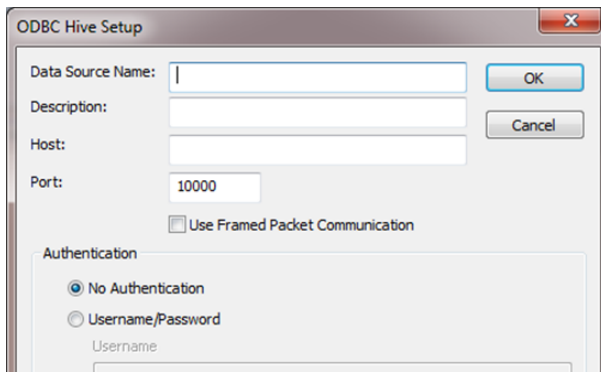 ODBC Hive Setup
Data Source Name:
OK
Description:
Cancel
Host:
Port: 10000
Use Framed Packet Communication
Authentication
No Authentication
Username/Password
Username